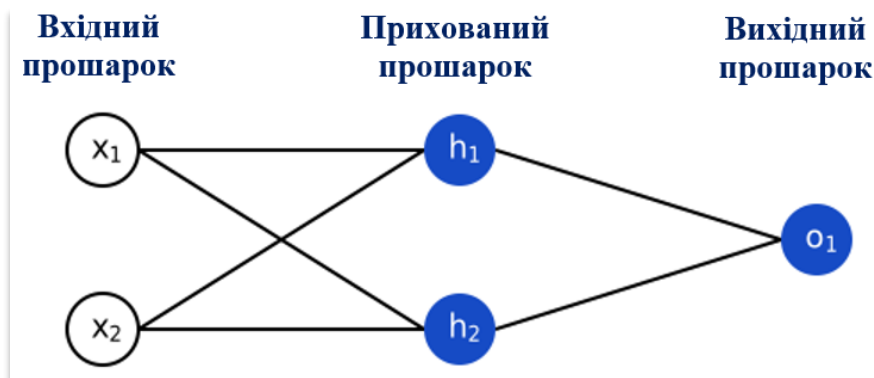 Вхідний
прошарок
Прихований
прошарок
Вихідний
прошарок
x₁
h₁
o₁
x₂
h₂